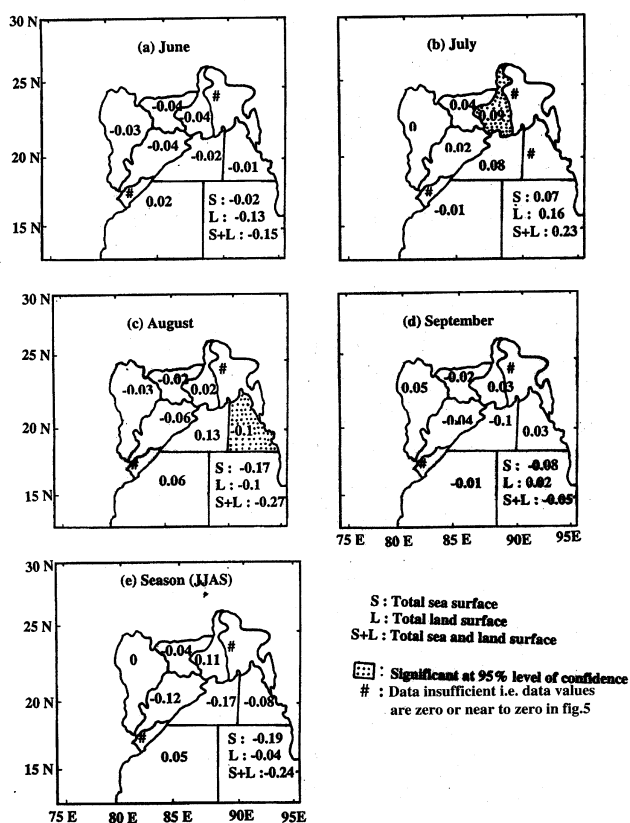 (a) June
30 N
25 N
20 N
15 N
#
-0.04
-0.04
-0.03
-0.04
-0.02
-0.01
#
0.02
S : -0.02
L : -0.13
S+L : -0.15
(b) July
#
0.04
0.09
0
0.02
0.08
#
#
-0.01
S : 0.07
L : 0.16
S+L : 0.23
(c) August
30 N
25 N
20 N
15 N
#
-0.02
-0.03
0.02
-0.06
0.13
-0.1
#
0.06
S : -0.17
L : -0.1
S+L : -0.27
(d) September
#
-0.02
0.05
0.03
-0.04
-0.1
0.03
#
-0.01
S : -0.08
L : 0.02
S+L : -0.05
75 E 80 E 85 E 90E 95E
(e) Season (JJAS)
30 N
25 N
20 N
15 N
#
-0.04
0
0.11
-0.12
-0.17
-0.08
#
0.05
S : -0.19
L : -0.04
S+L :-0.24
75 E 80 E 85 E 90E 95E
S : Total sea surface
L : Total land surface
S+L : Total sea and land surface
: Significant at 95% level of confidence
# : Data insufficient i.e. data values
are zero or near to zero in fig.5